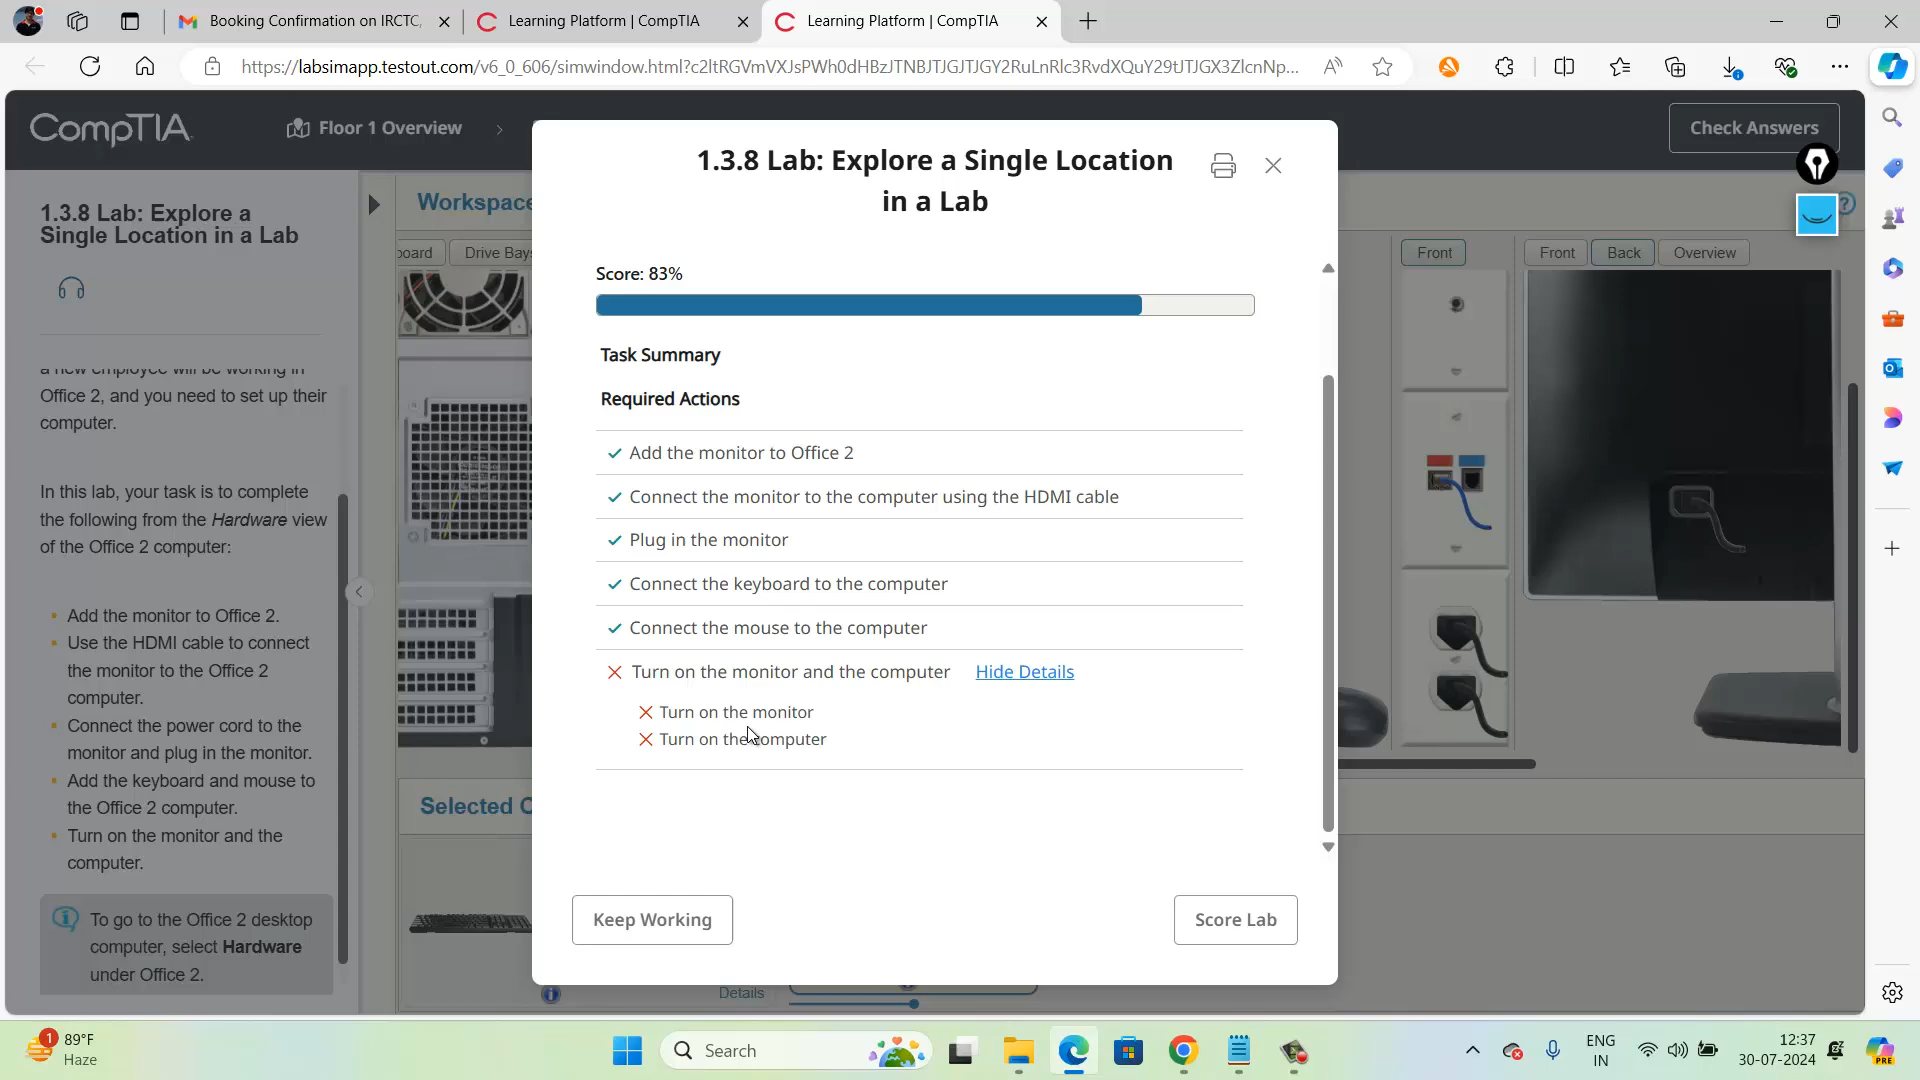 Booking Confirmation on IRCTC,
Learning Platform | CompTIA
Learning Platform | CompTIA
https://labsimapp.testout.com/v6_0_606/simwindow.html?c2ltRGVmVXJsPWh0dHBzJTNBJTJGJTJGY2RuLnRlc3RvdXQuY29tJTJGX3ZlcnNp...
CompTIA
Floor 1 Overview
Check Answers
1.3.8 Lab: Explore a
Single Location in a Lab
a new employee will be working in
Office 2, and you need to set up their
computer.
In this lab, your task is to complete
the following from the Hardware view
of the Office 2 computer:
• Add the monitor to Office 2.
• Use the HDMI cable to connect
the monitor to the Office 2
computer.
• Connect the power cord to the
monitor and plug in the monitor.
• Add the keyboard and mouse to
the Office 2 computer.
• Turn on the monitor and the
computer.
To go to the Office 2 desktop
computer, select Hardware
under Office 2.
Workspace
oard
Drive Bays
Selected C
Details
1.3.8 Lab: Explore a Single Location
in a Lab
Score: 83%
Task Summary
Required Actions
Add the monitor to Office 2
Connect the monitor to the computer using the HDMI cable
Plug in the monitor
Connect the keyboard to the computer
Connect the mouse to the computer
Turn on the monitor and the computer Hide Details
Turn on the monitor
Turn on the computer
Keep Working
Score Lab
Front
Front
Back
Overview
1
89°F
Haze
Search
ENG
IN
12:37
30-07-2024
PRE